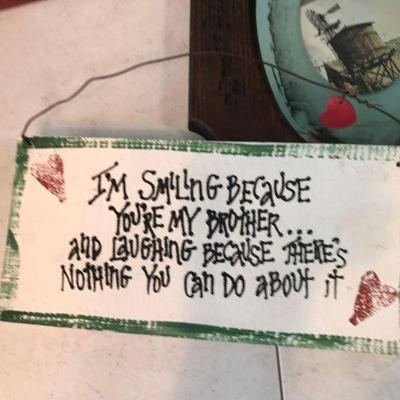 I'm Smiling Because
You're My Brother...
and Laughing Because There's
Nothing You Can Do about it